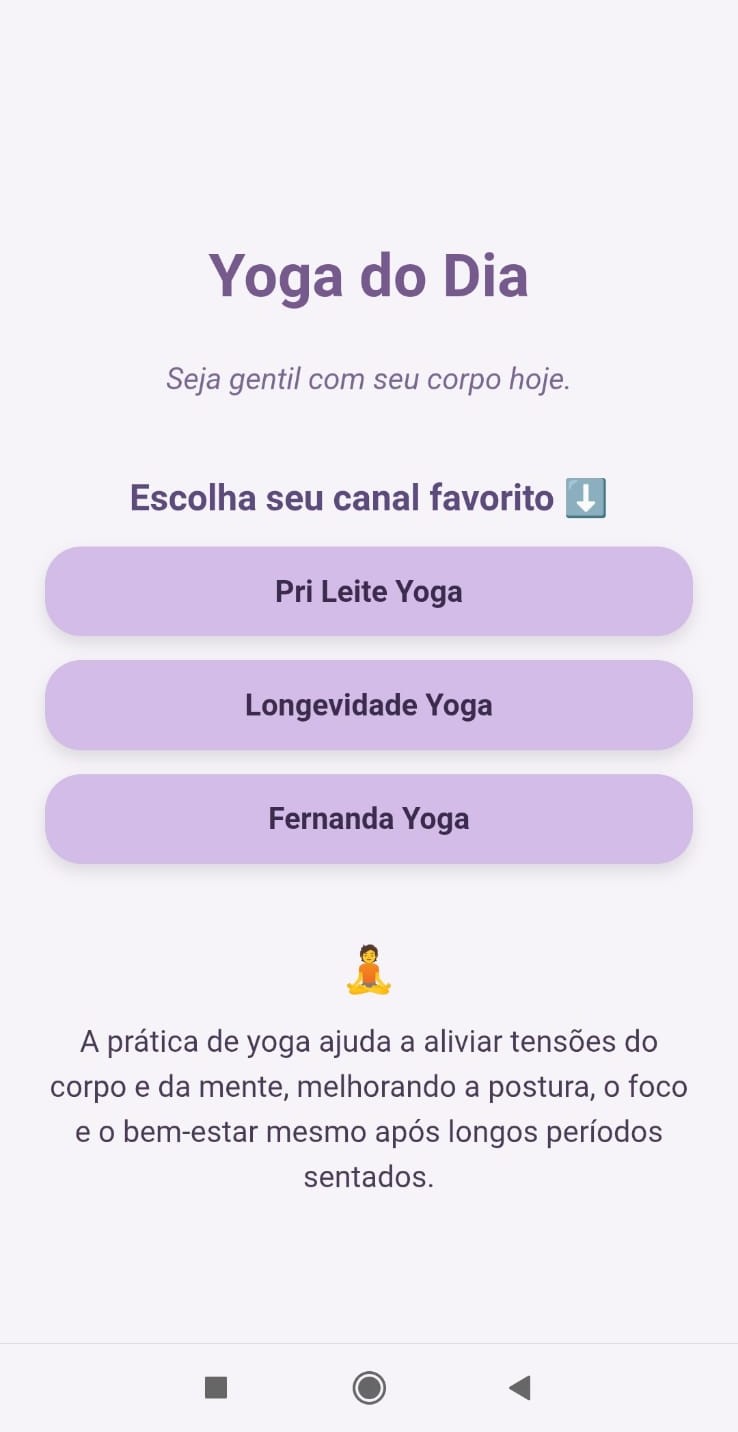 Yoga do Dia
Seja gentil com seu corpo hoje.
Escolha seu canal favorito ⬇️
Pri Leite Yoga
Longevidade Yoga
Fernanda Yoga
A prática de yoga ajuda a aliviar tensões do
corpo e da mente, melhorando a postura, o foco
e o bem-estar mesmo após longos períodos
sentados.